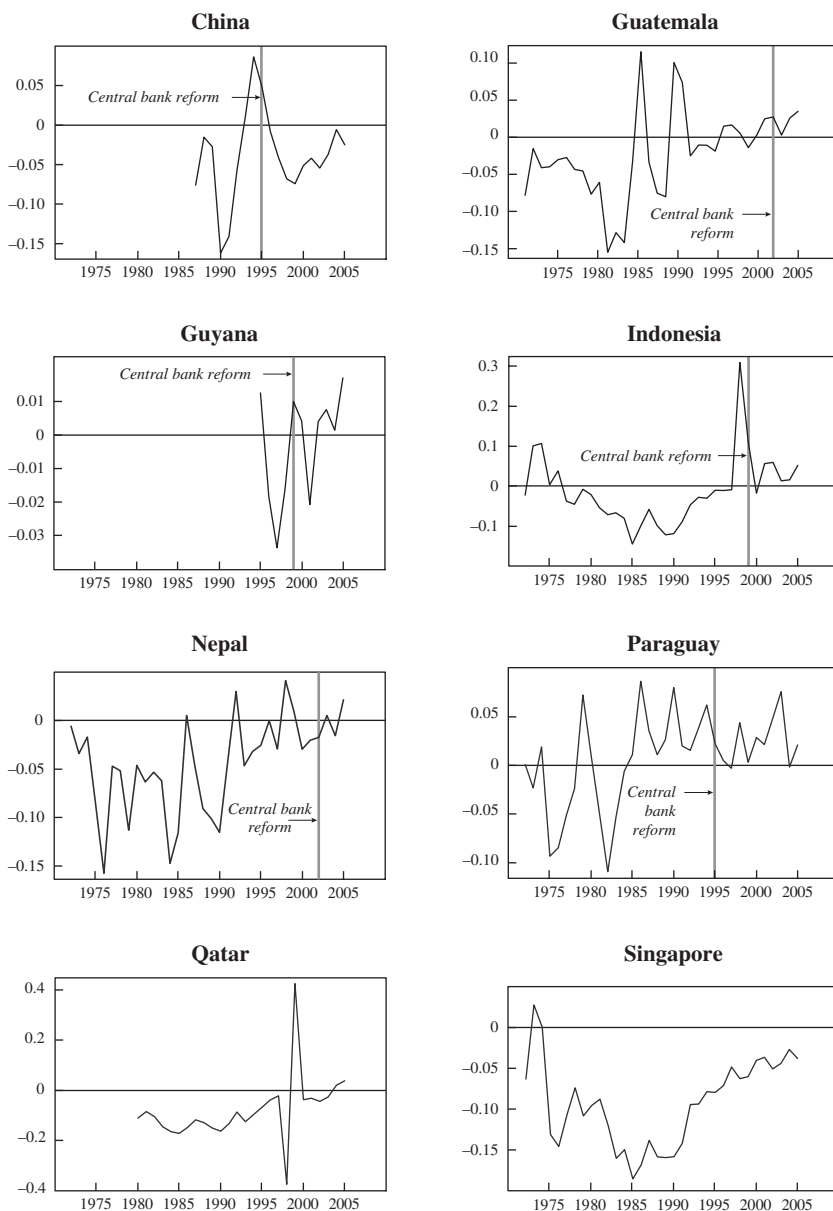 China
0.05
0
–0.05
–0.10
–0.15
Central bank reform
1975 1980 1985 1990 1995 2000 2005
Guatemala
0.10
0.05
0
–0.05
–0.10
–0.15
Central bank
reform
1975 1980 1985 1990 1995 2000 2005
Guyana
0.01
0
–0.01
–0.02
–0.03
Central bank reform
1975 1980 1985 1990 1995 2000 2005
Indonesia
0.3
0.2
0.1
0
–0.1
Central bank reform
1975 1980 1985 1990 1995 2000 2005
Nepal
0
–0.05
–0.10
–0.15
Central bank
reform
1975 1980 1985 1990 1995 2000 2005
Paraguay
0.05
0
–0.05
–0.10
Central
bank
reform
1975 1980 1985 1990 1995 2000 2005
Qatar
0.4
0.2
0
–0.2
–0.4
1975 1980 1985 1990 1995 2000 2005
Singapore
0
–0.05
–0.10
–0.15
1975 1980 1985 1990 1995 2000 2005